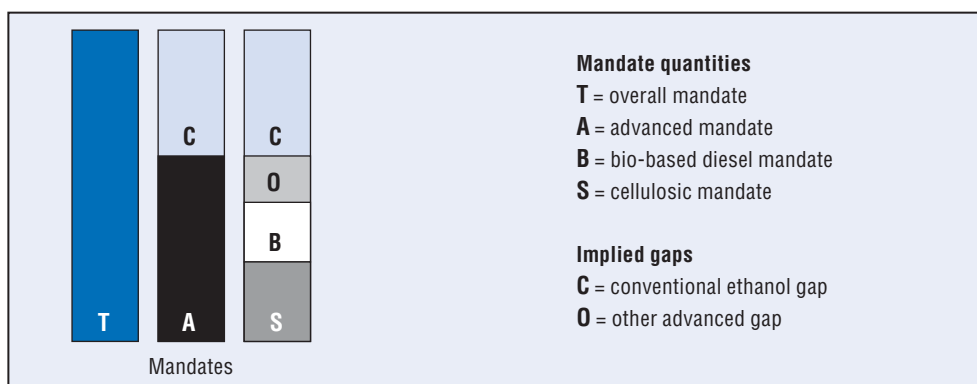 C
C
O
B
T
A
S
Mandates
Mandate quantities
T = overall mandate
A = advanced mandate
B = bio-based diesel mandate
S = cellulosic mandate
Implied gaps
C = conventional ethanol gap
O = other advanced gap